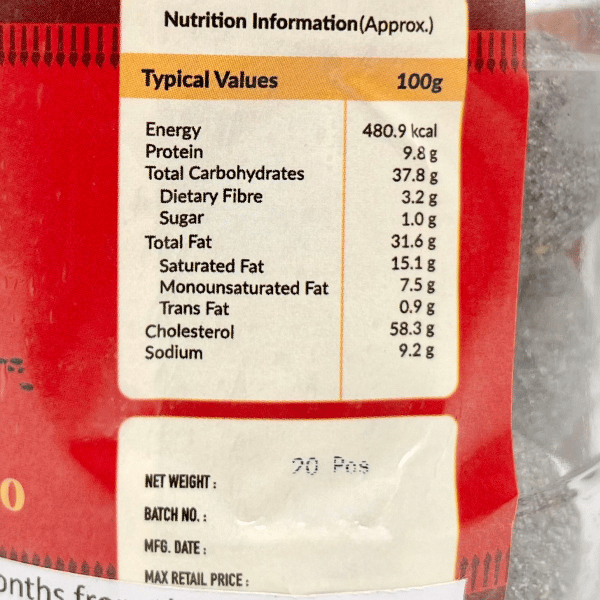 Nutrition Information(Approx.)
Typical Values 100g
Energy 480.9 kcal
Protein 9.8 g
Total Carbohydrates 37.8 g
Dietary Fibre 3.2 g
Sugar 1.0 g
Total Fat 31.6 g
Saturated Fat 15.1 g
Monounsaturated Fat 7.5 g
Trans Fat 0.9 g
Cholesterol 58.3 g
Sodium 9.2 g
20 Pcs
NET WEIGHT :
BATCH NO. :
MFG. DATE :
MAX RETAIL PRICE :